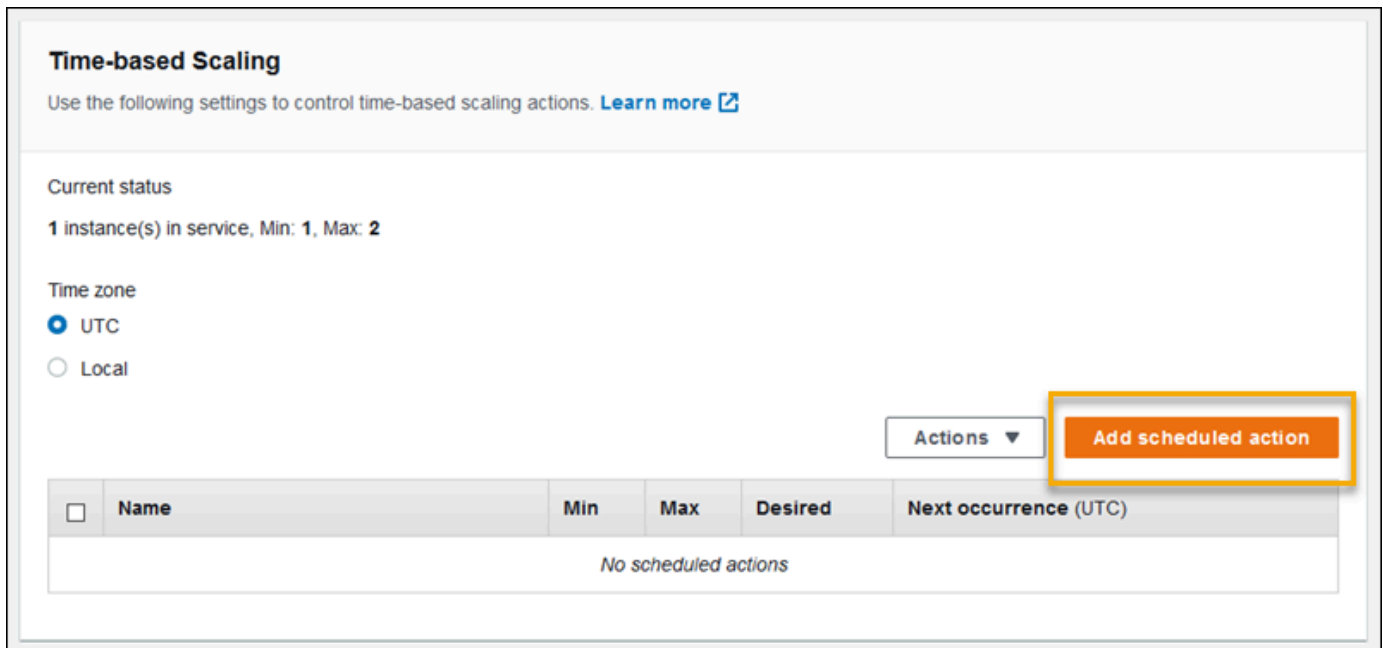 Time-based Scaling
Use the following settings to control time-based scaling actions. Learn more
Current status
1 instance(s) in service, Min: 1, Max: 2
Time zone
UTC
Local
Actions Add scheduled action
Name Min Max Desired Next occurrence (UTC)
No scheduled actions